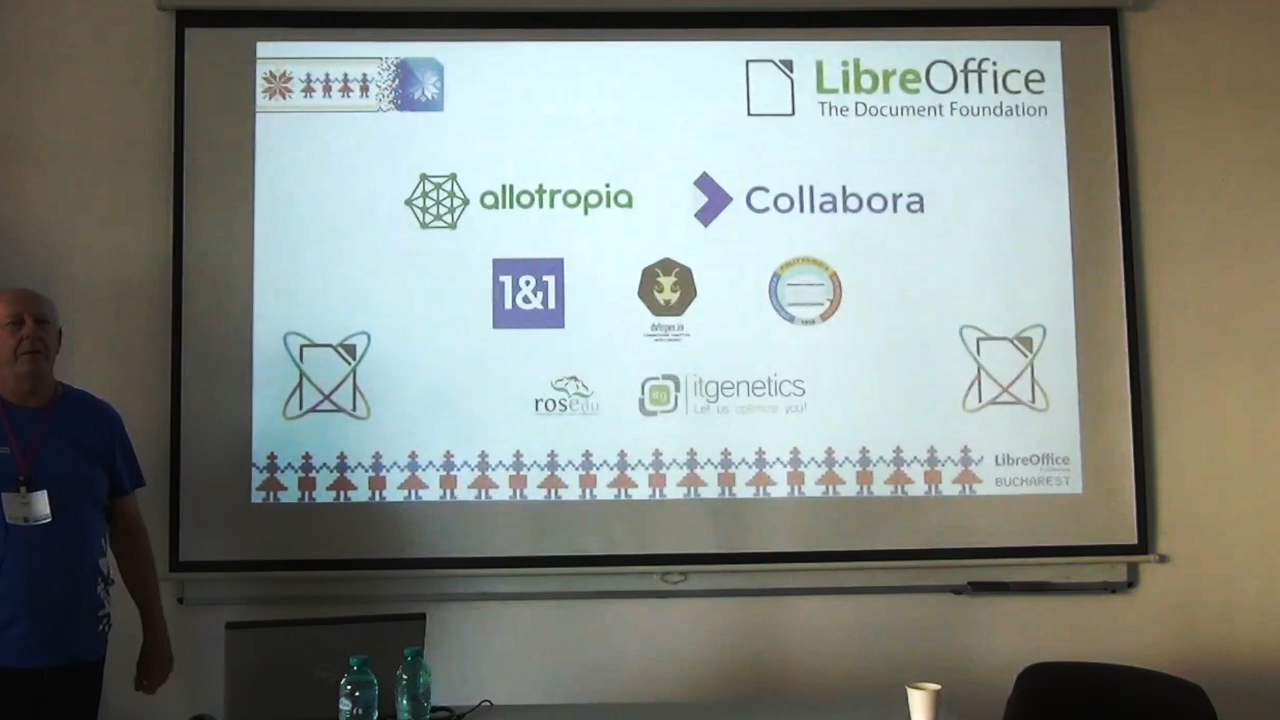 LibreOffice
The Document Foundation
allotropia
Collabora
1&1
rosedu
itgenetics
Let us optimize you!
LibreOffice
BUCHAREST